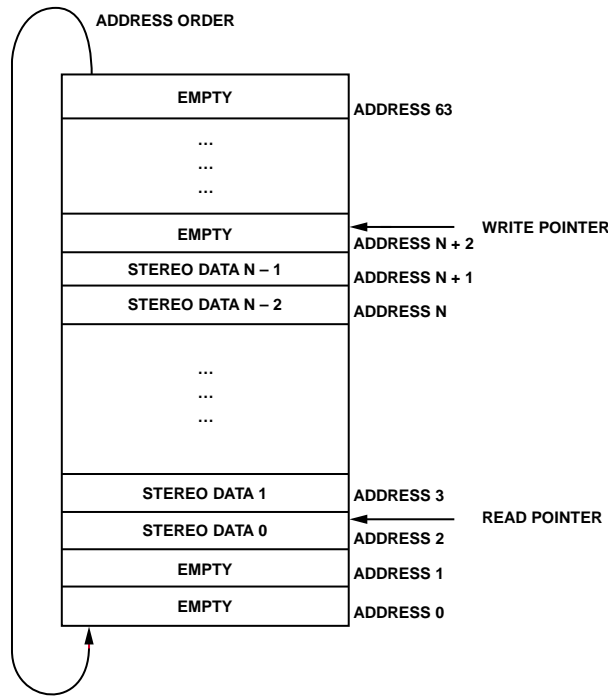 ADDRESS ORDER
EMPTY
ADDRESS 63
...
...
...
EMPTY
WRITE POINTER
ADDRESS N + 2
STEREO DATA N – 1
ADDRESS N + 1
STEREO DATA N – 2
ADDRESS N
...
...
...
STEREO DATA 1
ADDRESS 3
STEREO DATA 0
READ POINTER
ADDRESS 2
EMPTY
ADDRESS 1
EMPTY
ADDRESS 0